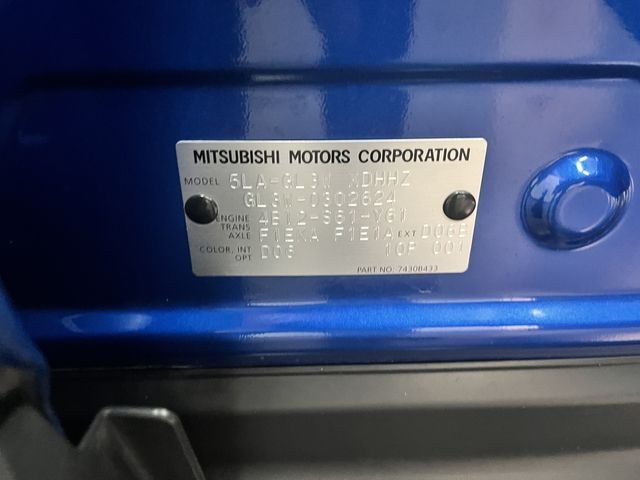 MITSUBISHI MOTORS CORPORATION
MODEL 5LA-GL3W XDHHZ
GL3W-0302624
ENGINE 4B12-S61-Y61
TRANS AXLE F1EKA F1E1A EXT D06B
COLOR, INT OPT D06 10F 001
PART NO: 7430B433